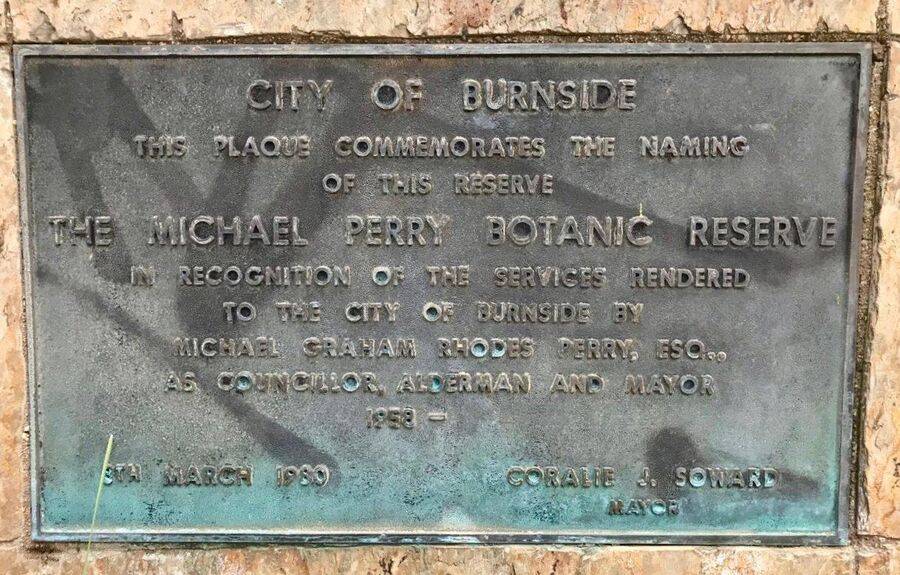 CITY OF BURNSIDE
THIS PLAQUE COMMEMORATES THE NAMING
OF THIS RESERVE
THE MICHAEL PERRY BOTANIC RESERVE
IN RECOGNITION OF THE SERVICES RENDERED
TO THE CITY OF BURNSIDE BY
MICHAEL GRAHAM RHODES PERRY, ESQ.,
AS COUNCILLOR, ALDERMAN AND MAYOR
1958 –
8TH MARCH 1980
CORALIE J. SOWARD
MAYOR